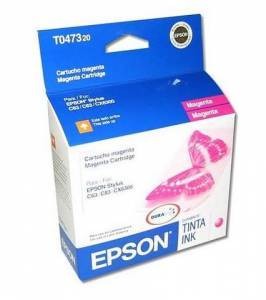 T047320
Cartucho magenta
Magenta Cartridge
Para / For:
EPSON Stylus
C63, C83, CX6300
Magenta
Magenta
Cartucho magenta
Magenta Cartridge
Para / For:
EPSON Stylus
C63, C83, CX6300
DURA
TINTA
INK
EPSON
EPSON